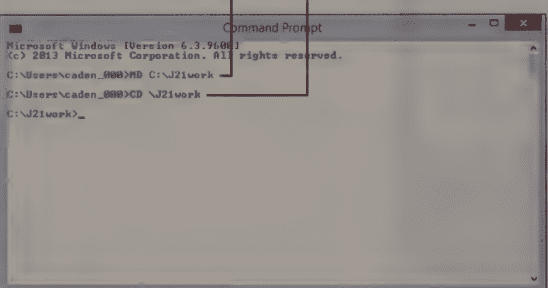 Command Prompt
Microsoft Windows [Version 6.3.9600]
(c) 2013 Microsoft Corporation. All rights reserved.
C:\Users\caden_000>MD C:\J21work
C:\Users\caden_000>CD \J21work
C:\J21work>_